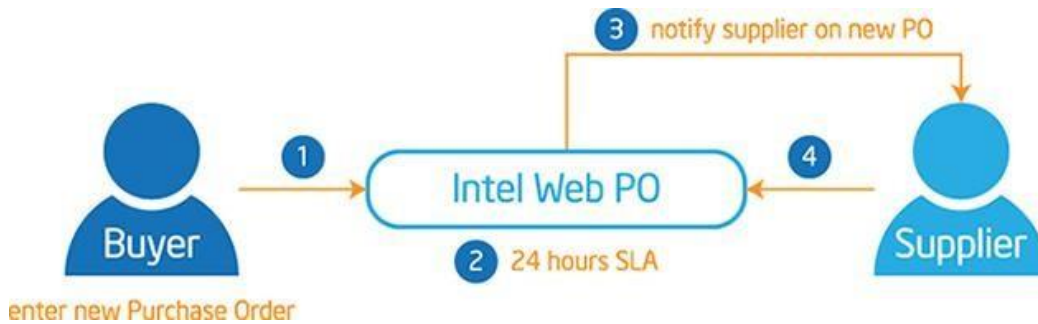 3 notify supplier on new PO
1
4
Intel Web PO
Buyer
Supplier
2 24 hours SLA
enter new Purchase Order